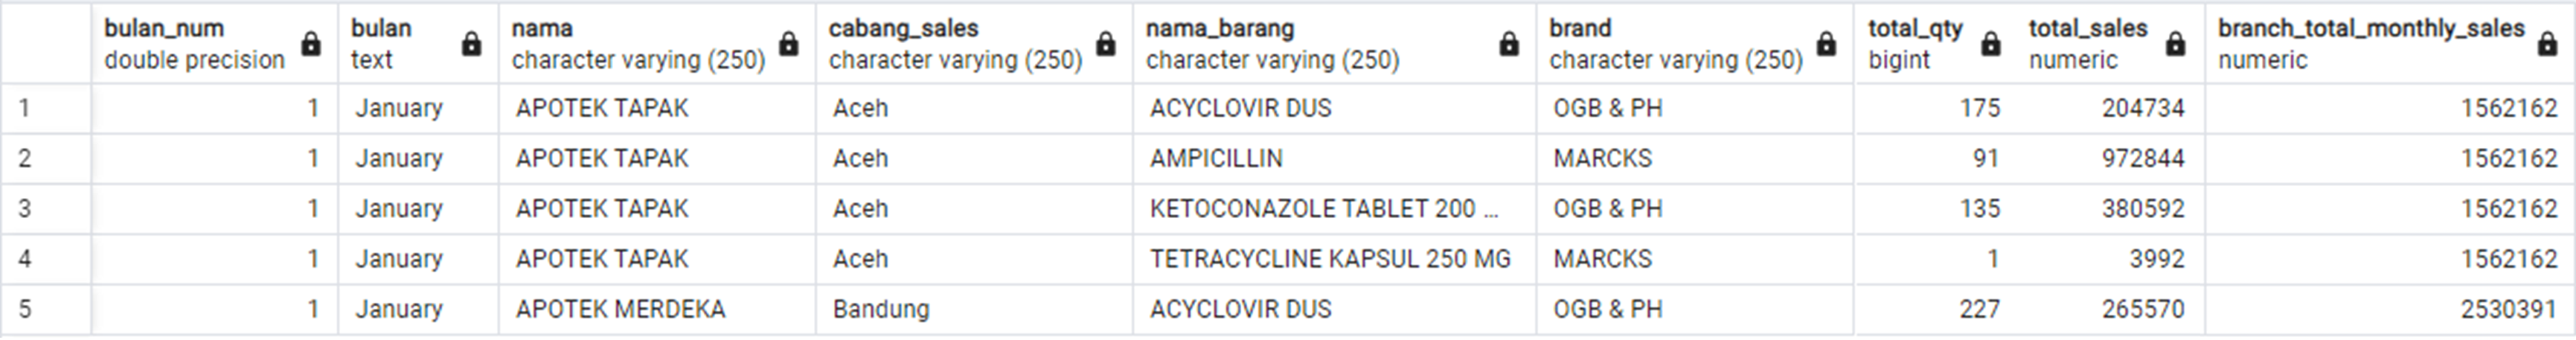 bulan_num bulan nama cabang_sales nama_barang brand total_qty total_sales branch_total_monthly_sales
double precision text character varying (250) character varying (250) character varying (250) character varying (250) bigint numeric numeric
1 1 January APOTEK TAPAK Aceh ACYCLOVIR DUS OGB & PH 175 204734 1562162
2 1 January APOTEK TAPAK Aceh AMPICILLIN MARCKS 91 972844 1562162
3 1 January APOTEK TAPAK Aceh KETOCONAZOLE TABLET 200 ... OGB & PH 135 380592 1562162
4 1 January APOTEK TAPAK Aceh TETRACYCLINE KAPSUL 250 MG MARCKS 1 3992 1562162
5 1 January APOTEK MERDEKA Bandung ACYCLOVIR DUS OGB & PH 227 265570 2530391